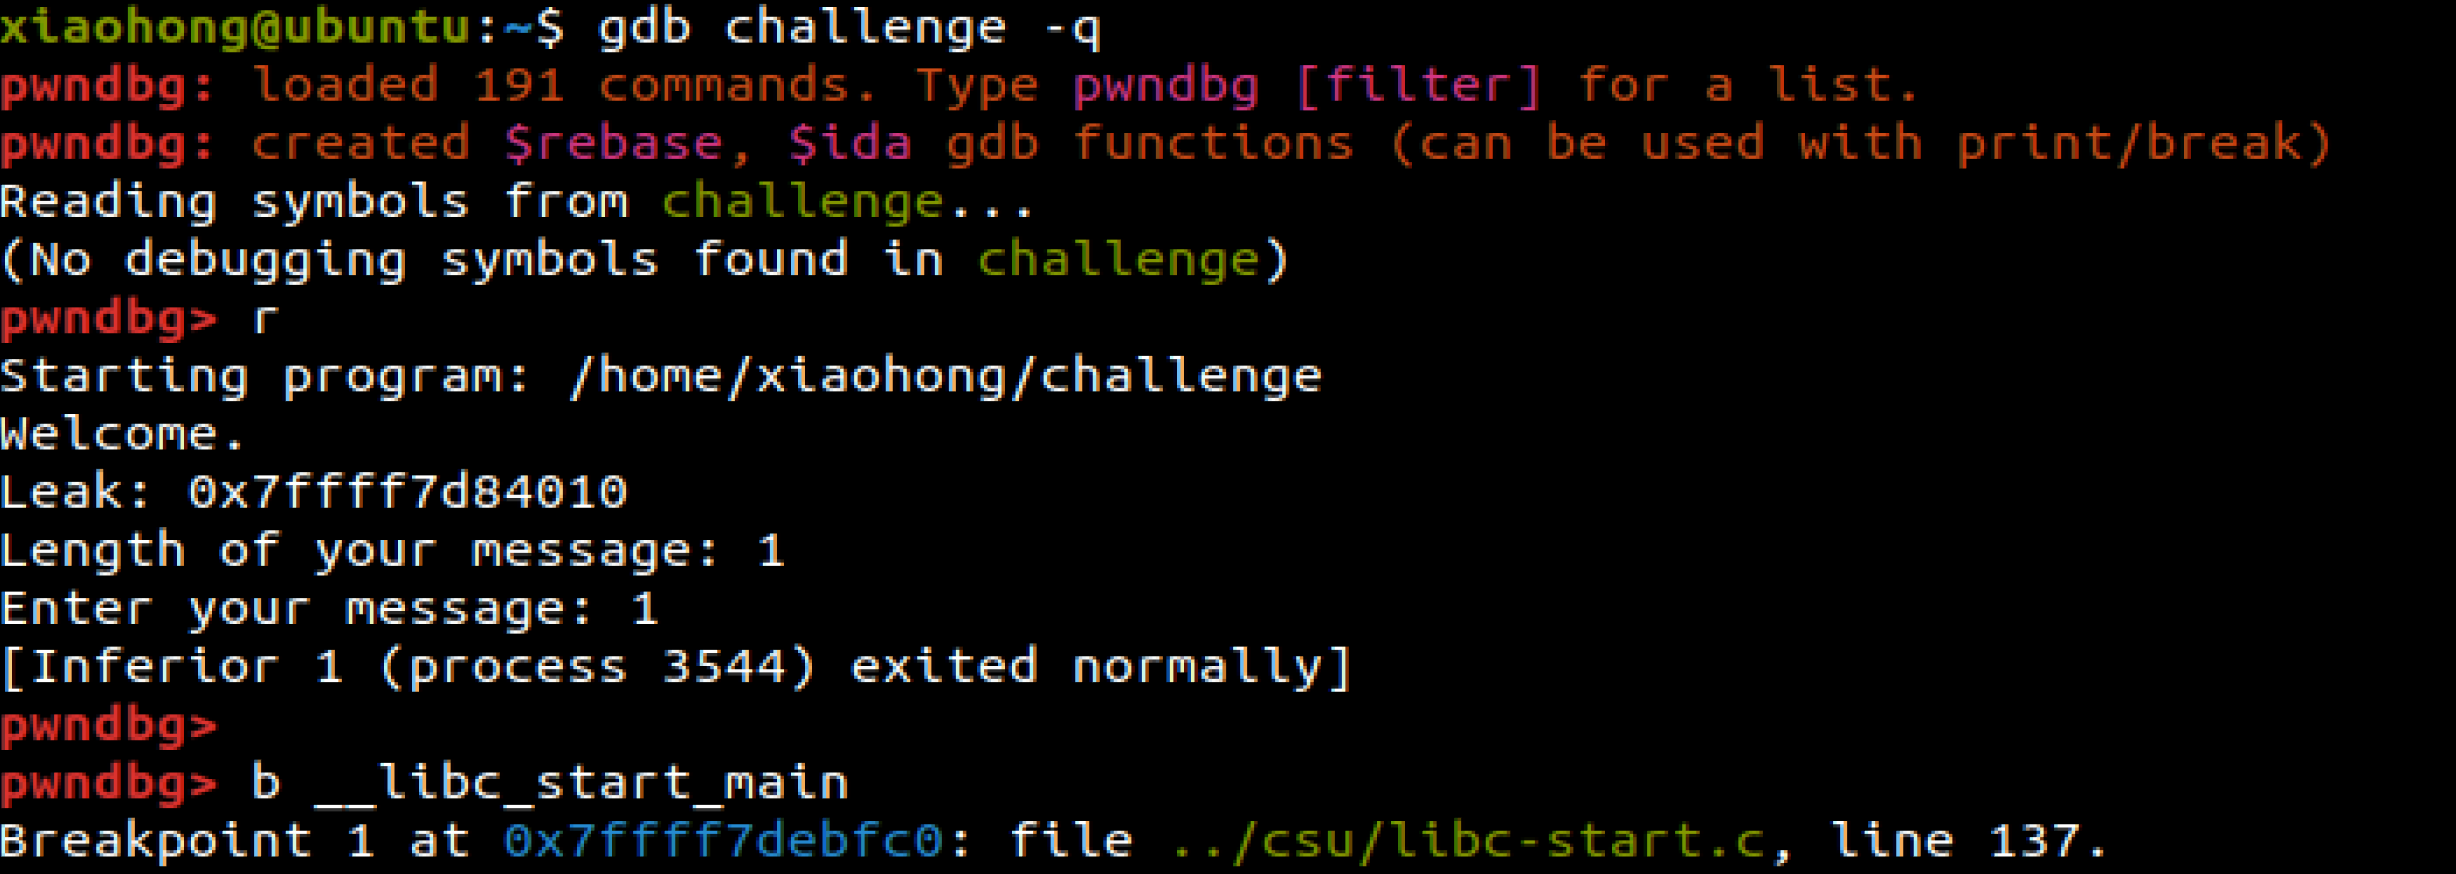 xiaohong@ubuntu:~$ gdb challenge -q
pwndbg: loaded 191 commands. Type pwndbg [filter] for a list.
pwndbg: created $rebase, $ida gdb functions (can be used with print/break)
Reading symbols from challenge...
(No debugging symbols found in challenge)
pwndbg> r
Starting program: /home/xiaohong/challenge
Welcome.
Leak: 0x7ffff7d84010
Length of your message: 1
Enter your message: 1
[Inferior 1 (process 3544) exited normally]
pwndbg>
pwndbg> b __libc_start_main
Breakpoint 1 at 0x7ffff7debfc0: file ../csu/libc-start.c, line 137.